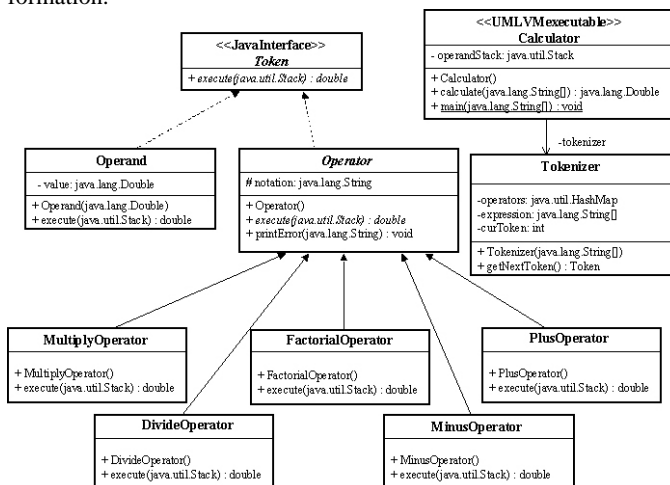 formation.
<<JavaInterface>>
Token
+ execute(java.util.Stack) : double
<<UMLVMexecutable>>
Calculator
- operandStack: java.util.Stack
+ Calculator()
+ calculate(java.lang.String[]) : java.lang.Double
+ main(java.lang.String[]) : void
-tokenizer
Operand
- value: java.lang.Double
+ Operand(java.lang.Double)
+ execute(java.util.Stack) : double
Operator
# notation: java.lang.String
+ Operator()
+ execute(java.util.Stack) : double
+ printError(java.lang.String) : void
Tokenizer
-operators: java.util.HashMap
-expression: java.lang.String[]
-curToken: int
+ Tokenizer(java.lang.String[])
+ getNextToken() : Token
MultiplyOperator
+ MultiplyOperator()
+ execute(java.util.Stack) : double
FactorialOperator
+ FactorialOperator()
+ execute(java.util.Stack) : double
PlusOperator
+ PlusOperator()
+ execute(java.util.Stack) : double
DivideOperator
+ DivideOperator()
+ execute(java.util.Stack) : double
MinusOperator
+ MinusOperator()
+ execute(java.util.Stack) : double